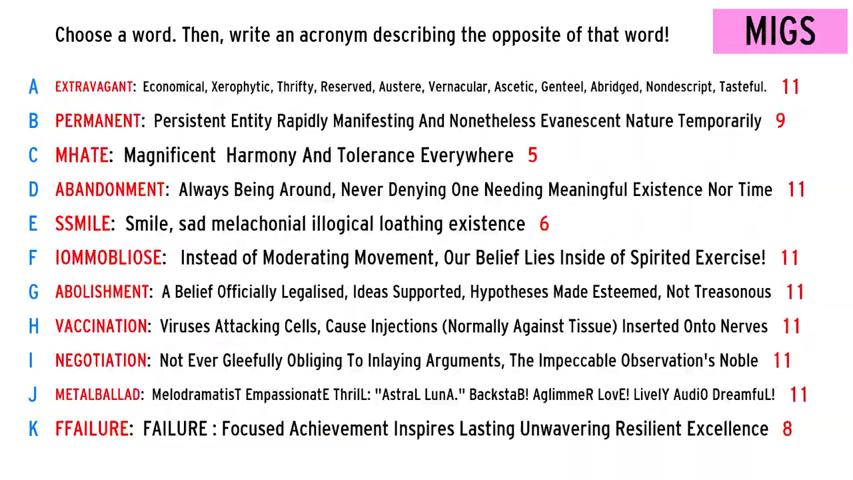 Choose a word. Then, write an acronym describing the opposite of that word!
MIGS
A EXTRAVAGANT: Economical, Xerophytic, Thrifty, Reserved, Austere, Vernacular, Ascetic, Genteel, Abridged, Nondescript, Tasteful. 11
B PERMANENT: Persistent Entity Rapidly Manifesting And Nonetheless Evanescent Nature Temporarily 9
C MHATE: Magnificent Harmony And Tolerance Everywhere 5
D ABANDONMENT: Always Being Around, Never Denying One Needing Meaningful Existence Nor Time 11
E SSMILE: Smile, sad melachonial illogical loathing existence 6
F IOMMOBLIOSE: Instead of Moderating Movement, Our Belief Lies Inside of Spirited Exercise! 11
G ABOLISHMENT: A Belief Officially Legalised, Ideas Supported, Hypotheses Made Esteemed, Not Treasonous 11
H VACCINATION: Viruses Attacking Cells, Cause Injections (Normally Against Tissue) Inserted Onto Nerves 11
I NEGOTIATION: Not Ever Gleefully Obliging To Inlaying Arguments, The Impeccable Observation's Noble 11
J METALBALLAD: MelodramatisT EmpassionatE ThrilL: "AstraL LunA." BackstaB! AglimmeR LovE! LivelY AudiO DreamfuL! 11
K FFAILURE: FAILURE : Focused Achievement Inspires Lasting Unwavering Resilient Excellence 8